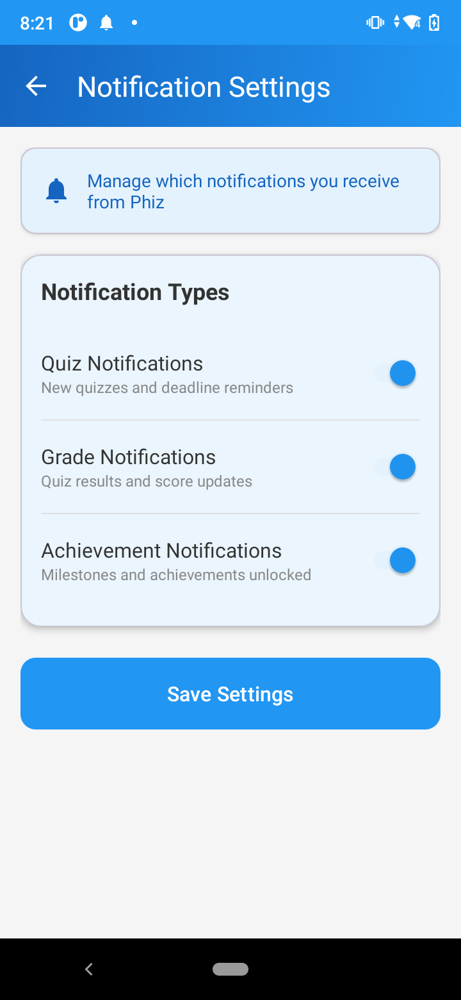 8:21
Notification Settings
Manage which notifications you receive
from Phiz
Notification Types
Quiz Notifications
New quizzes and deadline reminders
Grade Notifications
Quiz results and score updates
Achievement Notifications
Milestones and achievements unlocked
Save Settings